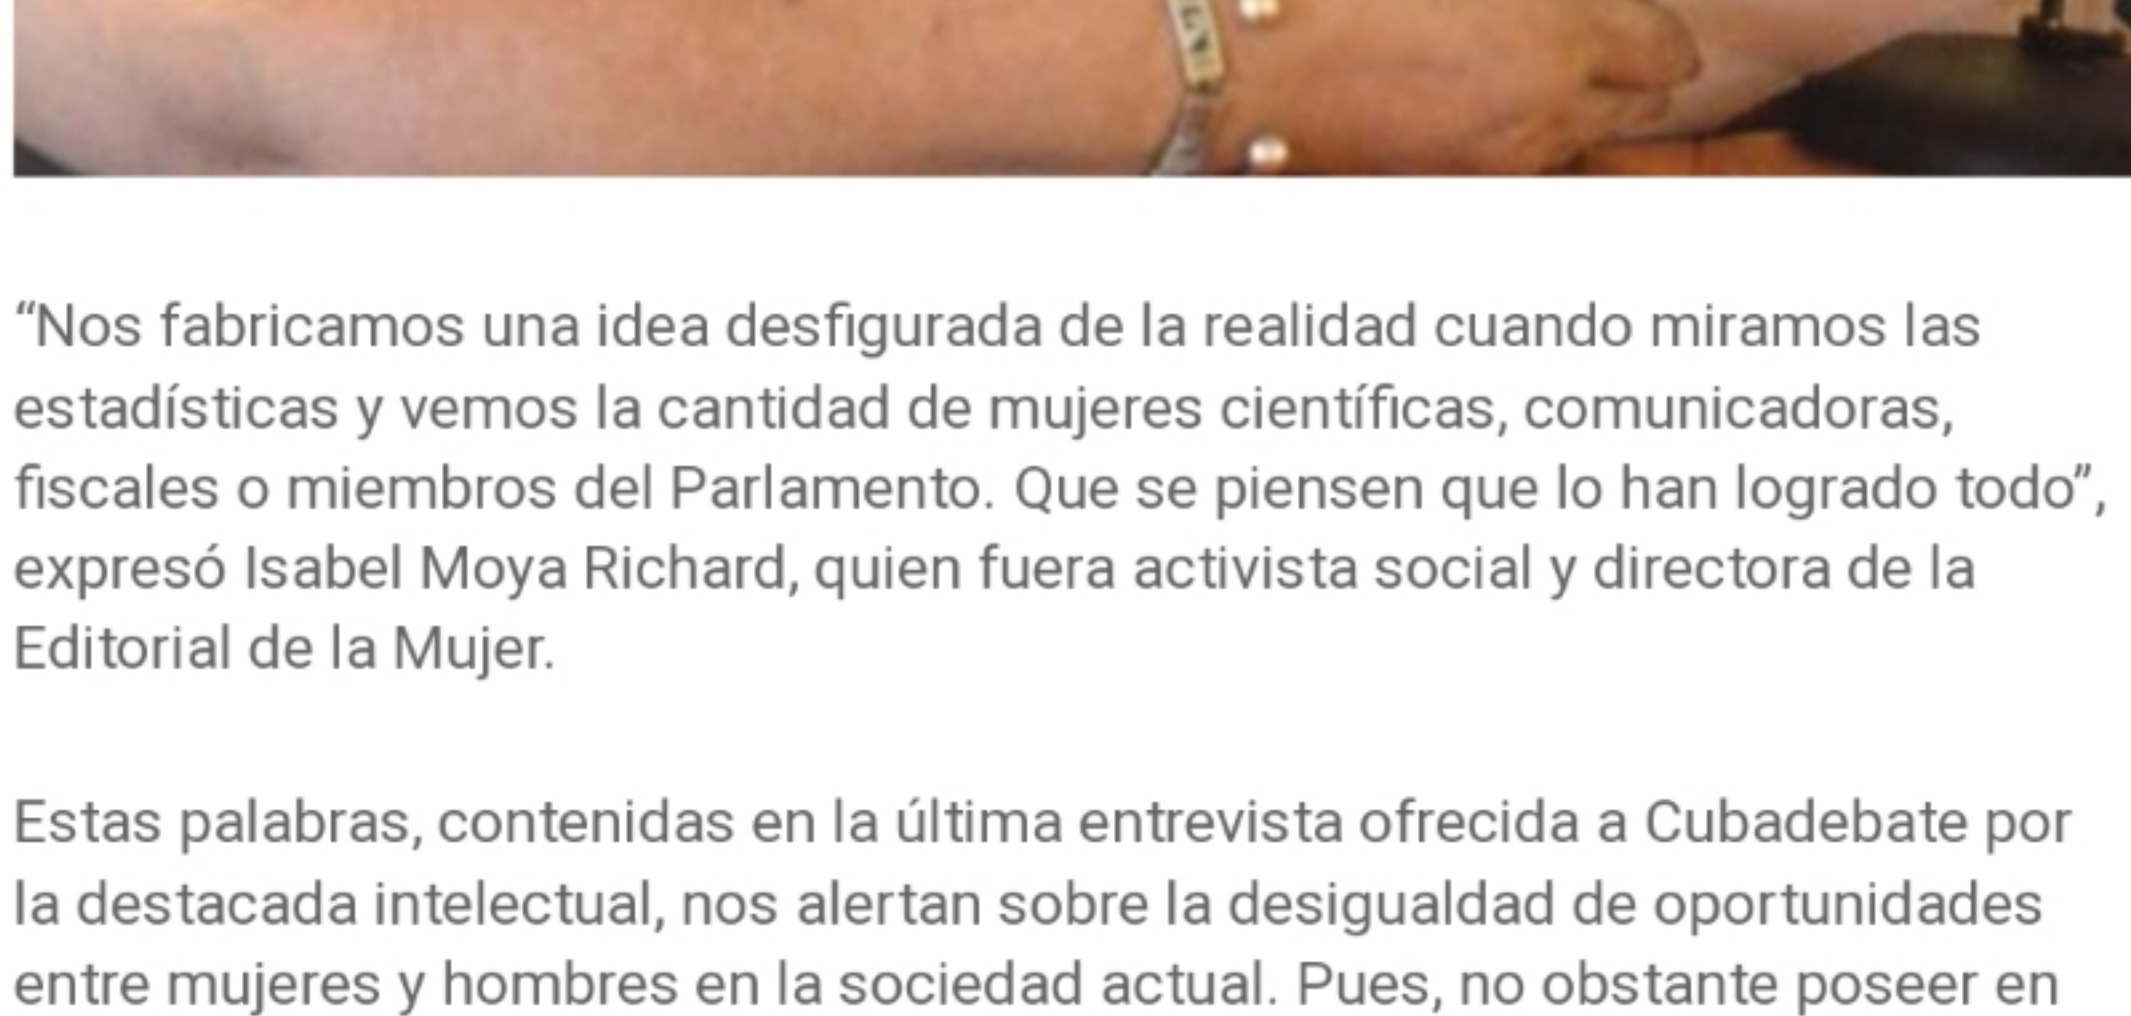 “Nos fabricamos una idea desfigurada de la realidad cuando miramos las
estadísticas y vemos la cantidad de mujeres científicas, comunicadoras,
fiscales o miembros del Parlamento. Que se piensen que lo han logrado todo”,
expresó Isabel Moya Richard, quien fuera activista social y directora de la
Editorial de la Mujer.
Estas palabras, contenidas en la última entrevista ofrecida a Cubadebate por
la destacada intelectual, nos alertan sobre la desigualdad de oportunidades
entre mujeres y hombres en la sociedad actual. Pues, no obstante poseer en